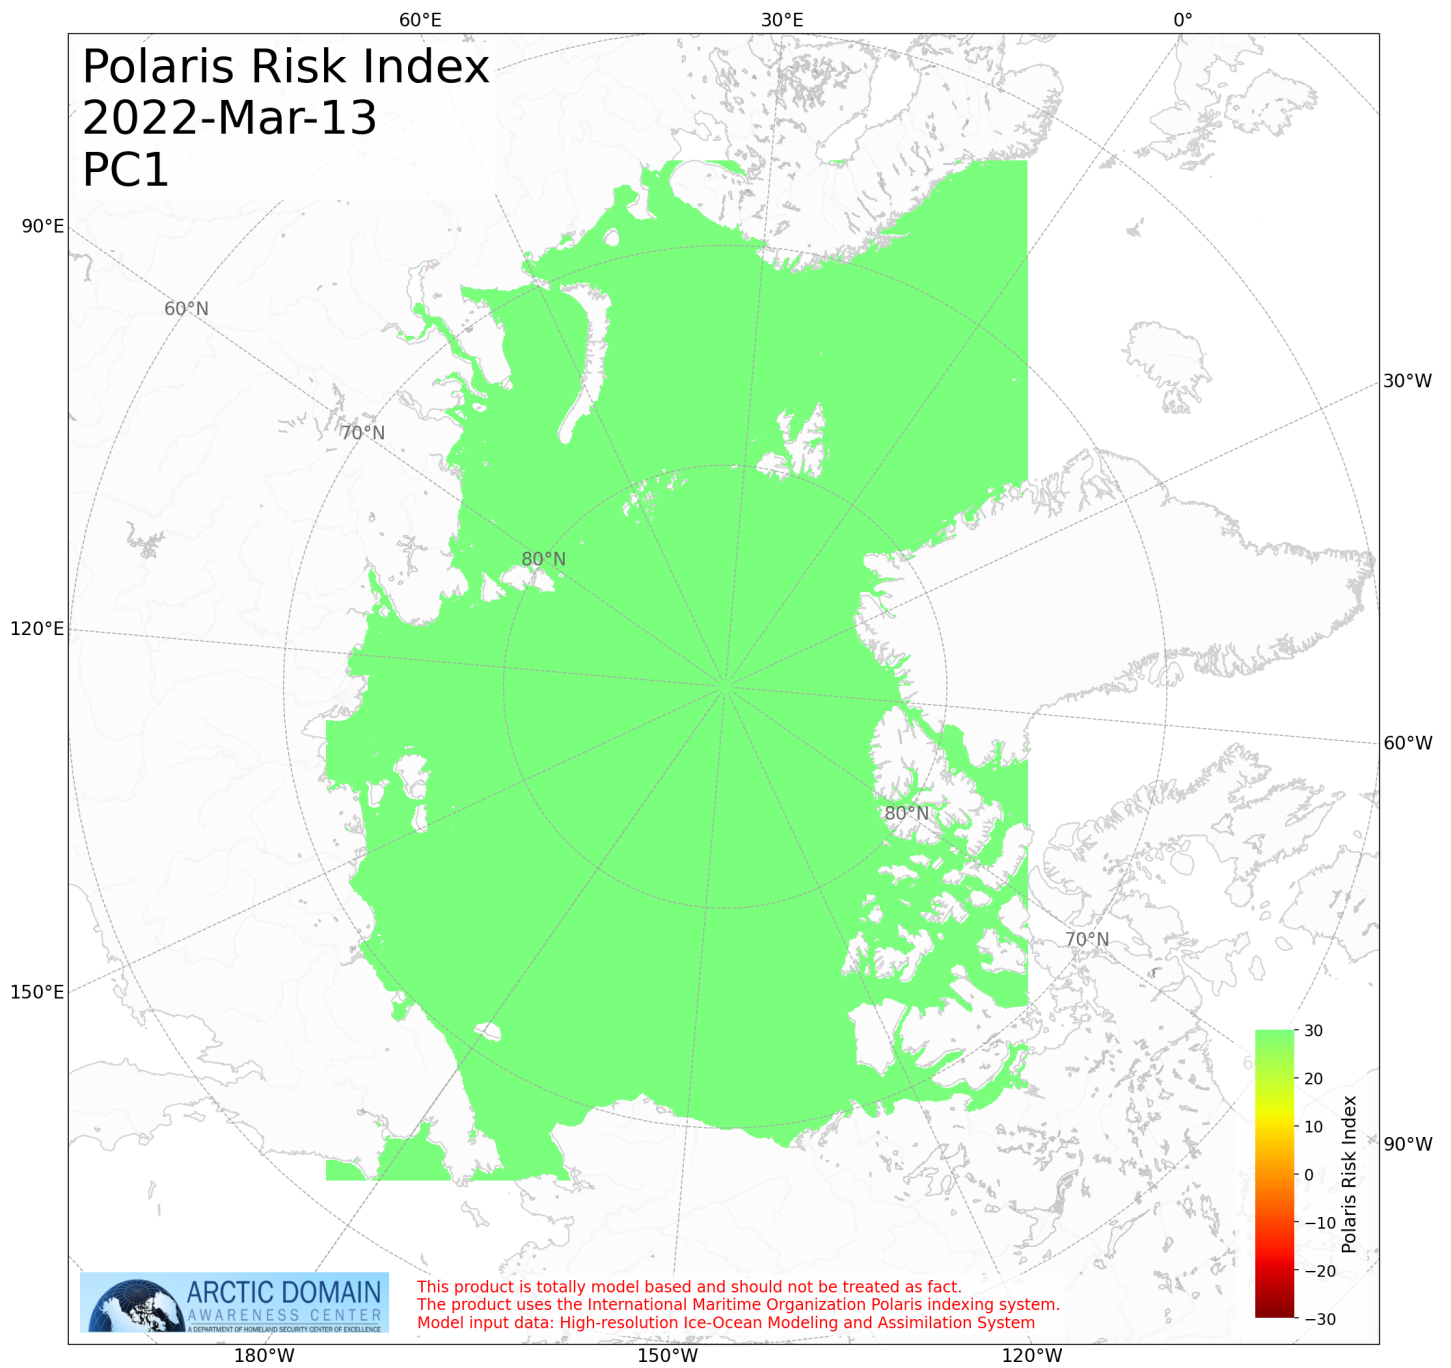 60°E 30°E 0°
Polaris Risk Index
2022-Mar-13
PC1
90°E
60°N
30°W
70°N
80°N
120°E
60°W
80°N
70°N
150°E
30
20
10
0
−10
−20
−30
Polaris Risk Index
90°W
ARCTIC DOMAIN
AWARENESS CENTER
A DEPARTMENT OF HOMELAND SECURITY CENTER OF EXCELLENCE
This product is totally model based and should not be treated as fact.
The product uses the International Maritime Organization Polaris indexing system.
Model input data: High-resolution Ice-Ocean Modeling and Assimilation System
180°W 150°W 120°W